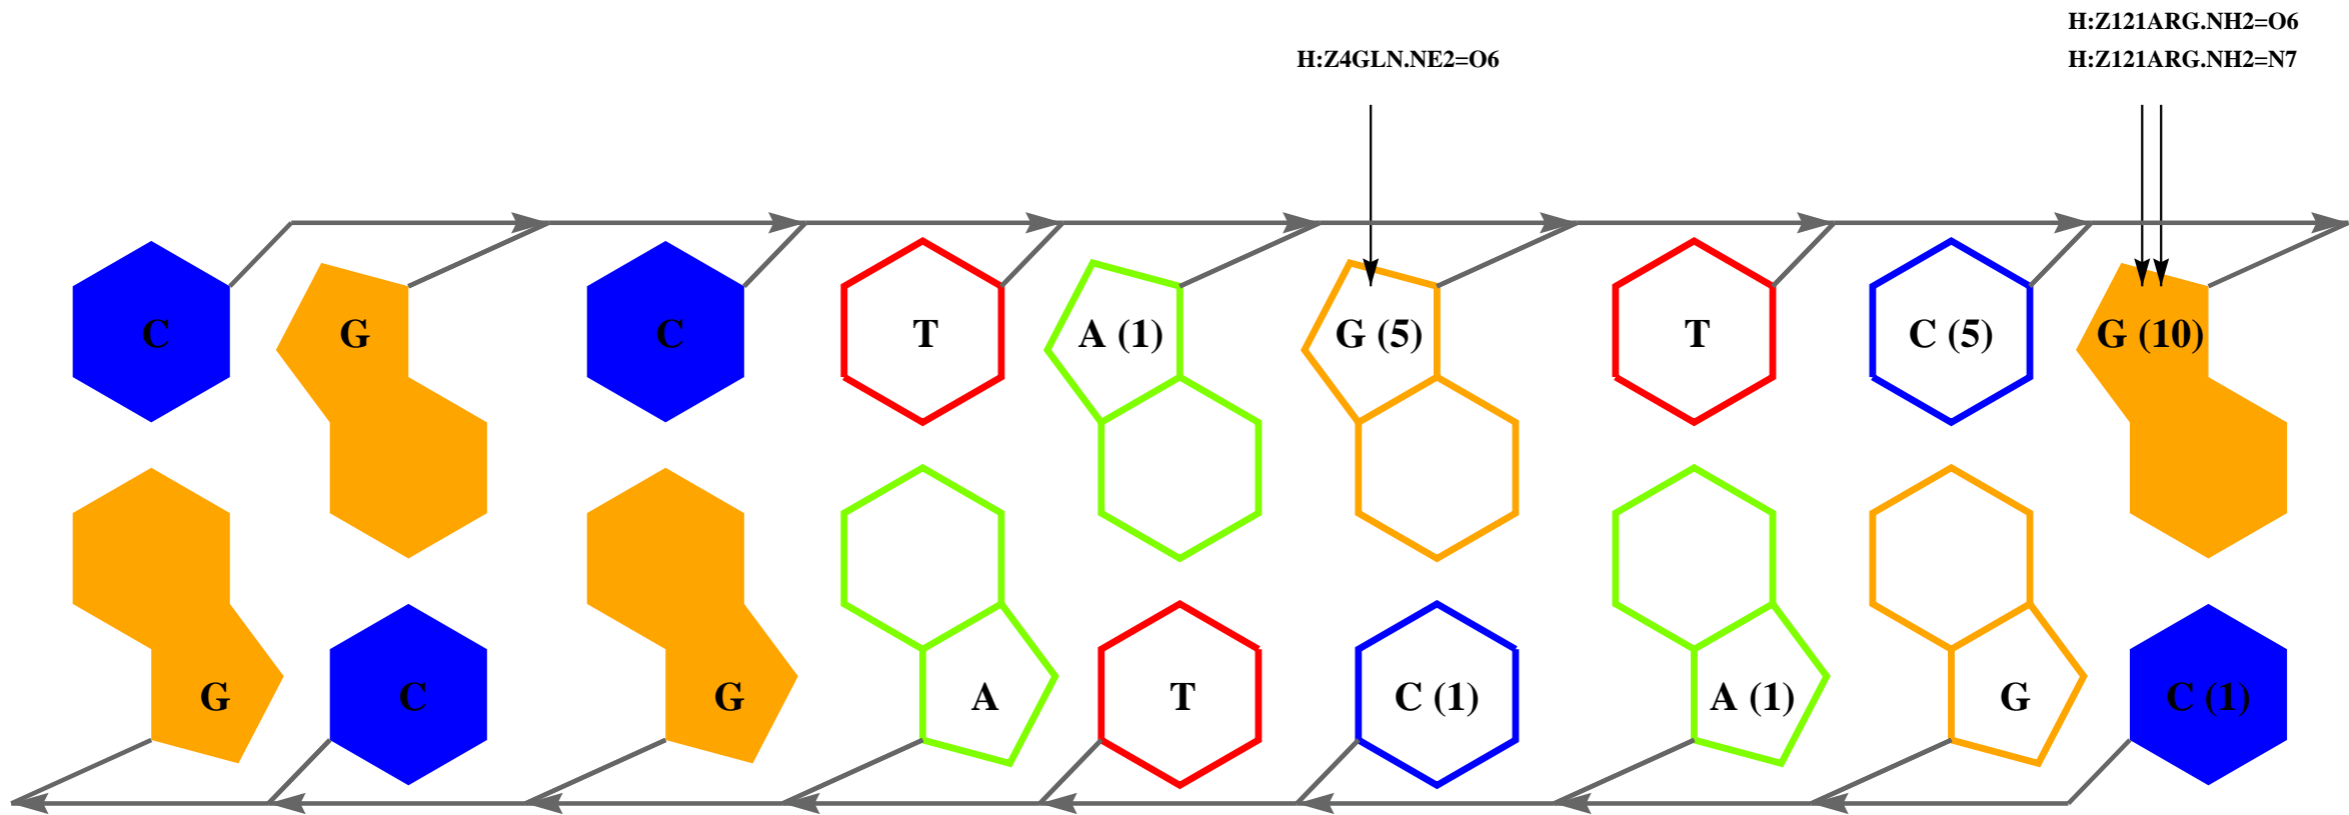 H:Z121ARG.NH2=O6
H:Z4GLN.NE2=O6 H:Z121ARG.NH2=N7
C G C T A (1) G (5) T C (5) G (10)
G C G A T C (1) A (1) G C (1)